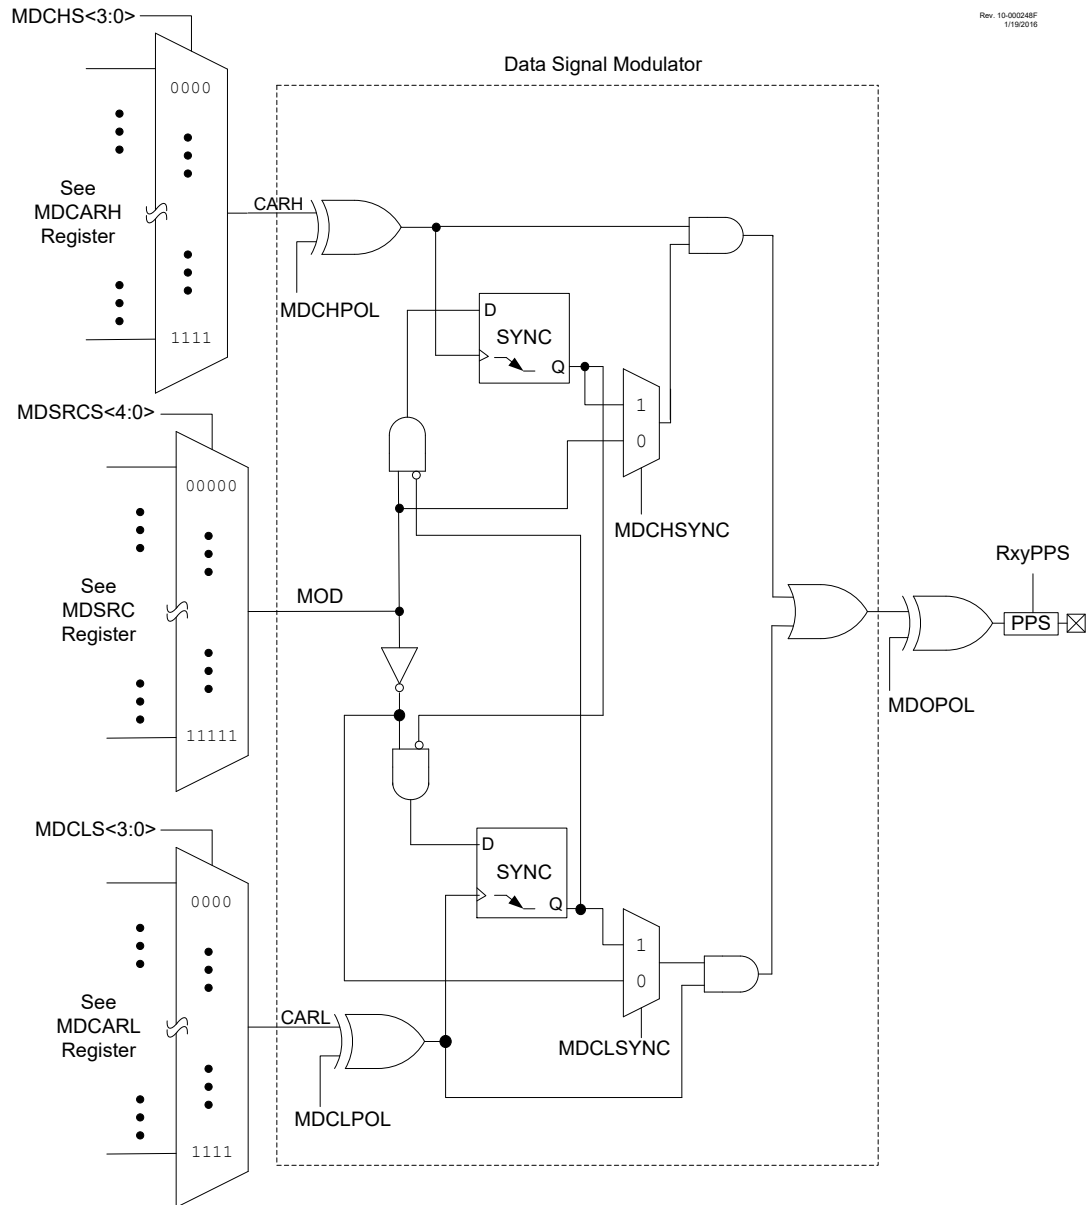 MDCHS<3:0>
Rev. 10-000248F
1/19/2016
Data Signal Modulator
0000
See
MDCARH
Register
CARH
1111
MDCHPOL
D
SYNC
Q
1
0
MDCHSYNC
MDSRCS<4:0>
00000
See
MDSRC
Register
MOD
11111
RxyPPS
PPS
MDOPOL
MDCLS<3:0>
0000
D
SYNC
Q
1
0
MDCLSYNC
See
MDCARL
Register
CARL
MDCLPOL
1111